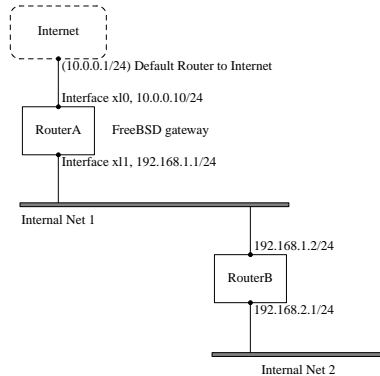 Internet
(10.0.0.1/24) Default Router to Internet
Interface xl0, 10.0.0.10/24
RouterA
FreeBSD gateway
Interface xl1, 192.168.1.1/24
Internal Net 1
192.168.1.2/24
RouterB
192.168.2.1/24
Internal Net 2